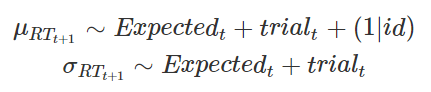 μ_{RT_{t+1}} ∼ Expected_t + trial_t + (1|id)
σ_{RT_{t+1}} ∼ Expected_t + trial_t